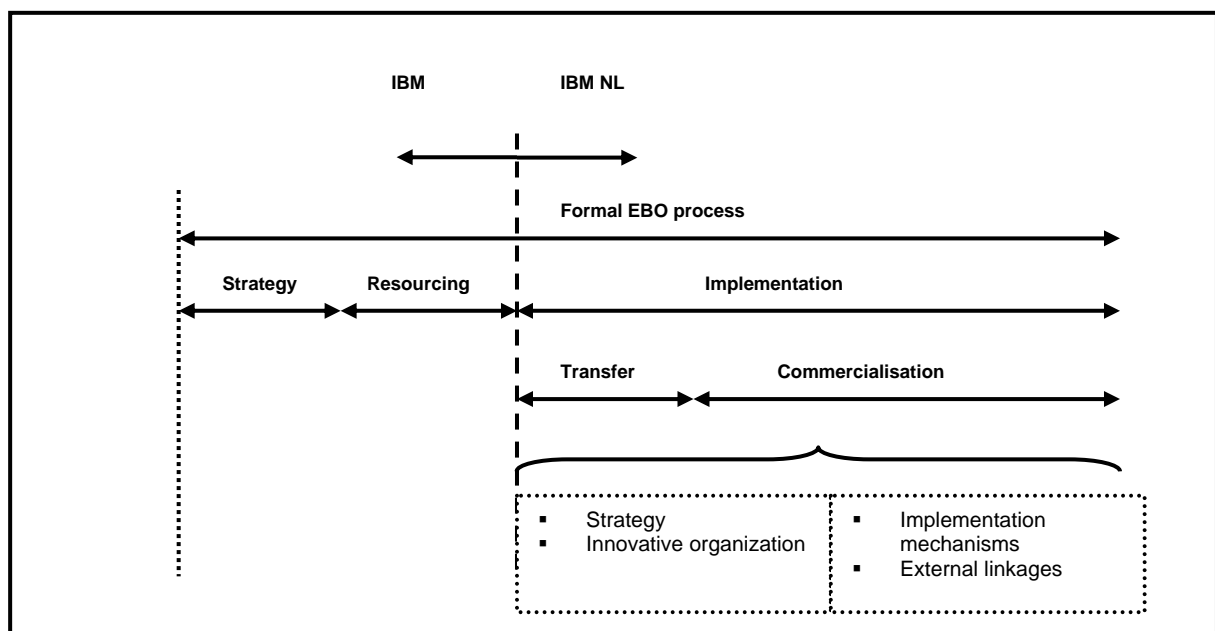 IBM IBM NL
Formal EBO process
Strategy Resourcing Implementation
Transfer Commercialisation
▪ Strategy
▪ Innovative organization
▪ Implementation
mechanisms
▪ External linkages